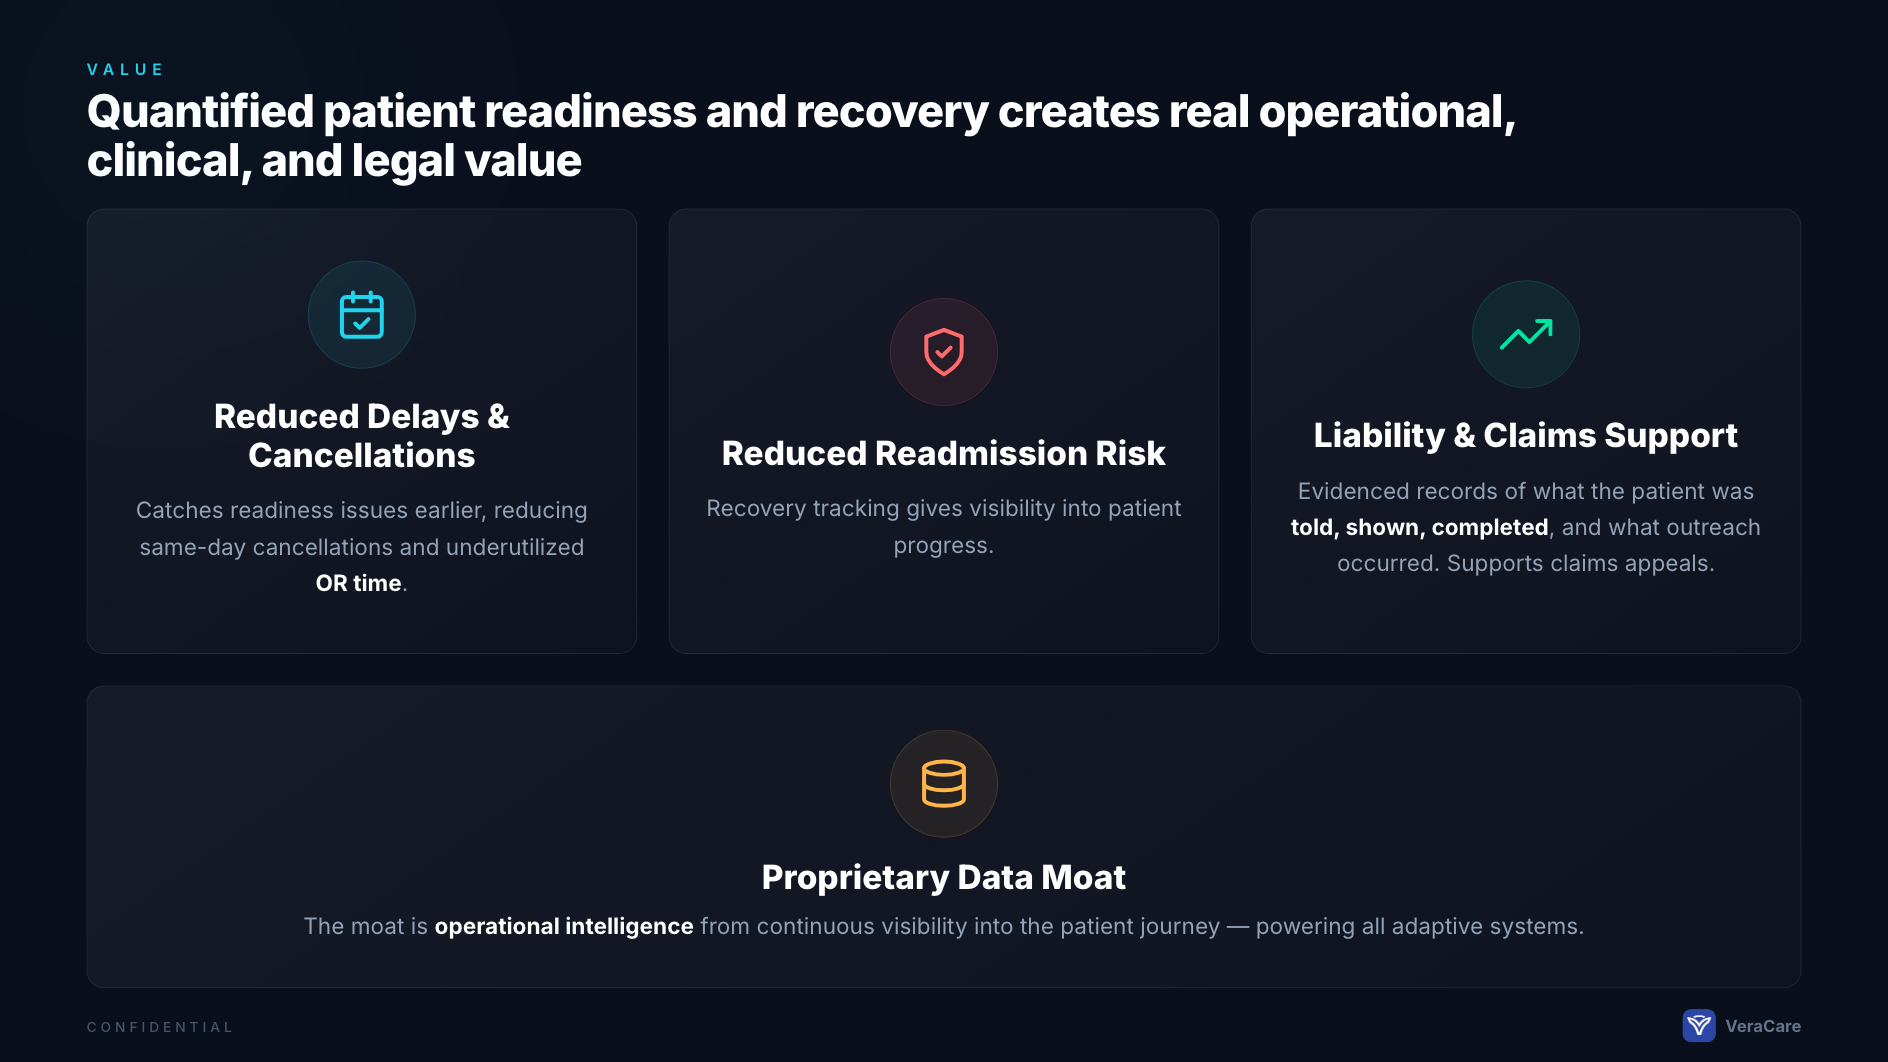 VALUE
Quantified patient readiness and recovery creates real operational,
clinical, and legal value
Reduced Delays &
Cancellations
Catches readiness issues earlier, reducing
same-day cancellations and underutilized
OR time.
Reduced Readmission Risk
Recovery tracking gives visibility into patient
progress.
Liability & Claims Support
Evidenced records of what the patient was
told, shown, completed, and what outreach
occurred. Supports claims appeals.
Proprietary Data Moat
The moat is operational intelligence from continuous visibility into the patient journey — powering all adaptive systems.
CONFIDENTIAL
VeraCare